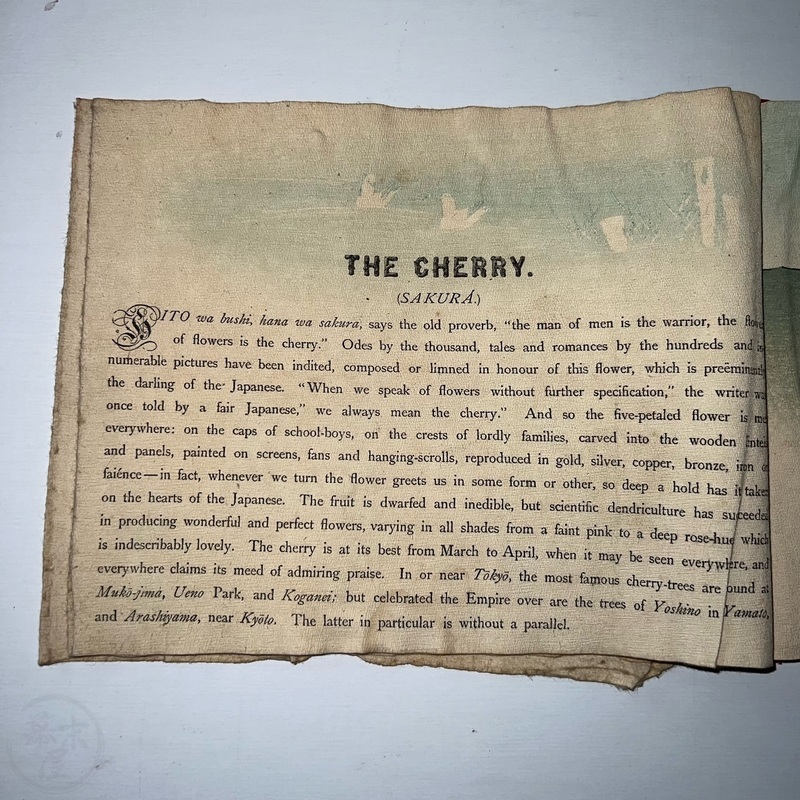 THE CHERRY.
(SAKURÁ.)
HITO wa bushi, hana wa sakura, says the old proverb, "the man of men is the warrior, the
of flowers is the cherry." Odes by the thousand, tales and romances by the hundreds and
numerable pictures have been indited, composed or limned in honour of this flower, which is preëminently
the darling of the Japanese. "When we speak of flowers without further specification," the writer
once told by a fair Japanese," we always mean the cherry." And so the five-petaled flower is
everywhere: on the caps of school-boys, on the crests of lordly families, carved into the wooden
and panels, painted on screens, fans and hanging-scrolls, reproduced in gold, silver, copper, bronze, iron
faiénce—in fact, whenever we turn the flower greets us in some form or other, so deep a hold has it
on the hearts of the Japanese. The fruit is dwarfed and inedible, but scientific dendriculture has
in producing wonderful and perfect flowers, varying in all shades from a faint pink to a deep rose-hue which
is indescribably lovely. The cherry is at its best from March to April, when it may be seen everywhere, and
everywhere claims its meed of admiring praise. In or near Tōkyō, the most famous cherry-trees are ound at
Mukō-jima, Ueno Park, and Koganei; but celebrated the Empire over are the trees of Yoshino in Yamato,
and Arashiyama, near Kyōto. The latter in particular is without a parallel.